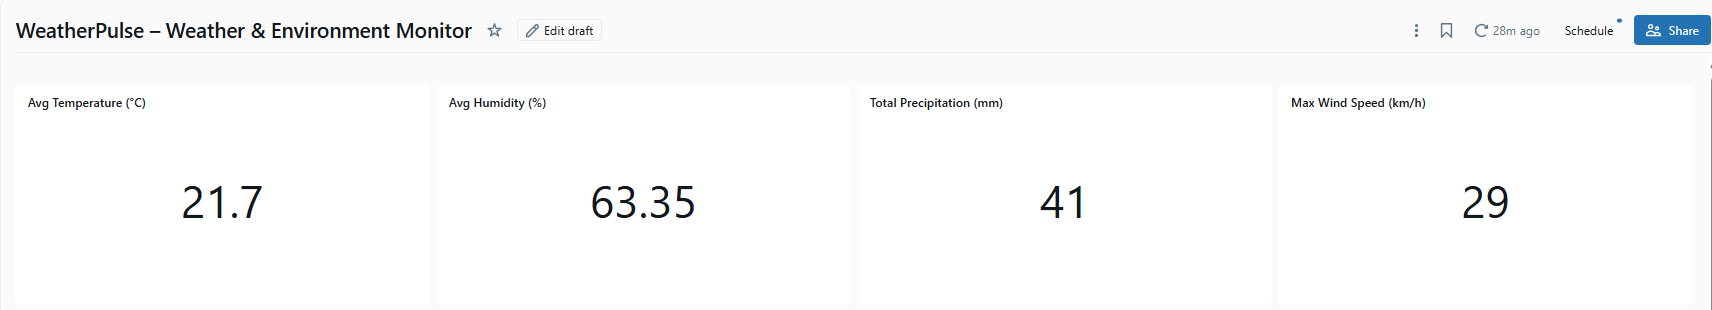 WeatherPulse – Weather & Environment Monitor
Edit draft
28m ago
Schedule
Share
Avg Temperature (°C)
Avg Humidity (%)
Total Precipitation (mm)
Max Wind Speed (km/h)
21.7
63.35
41
29